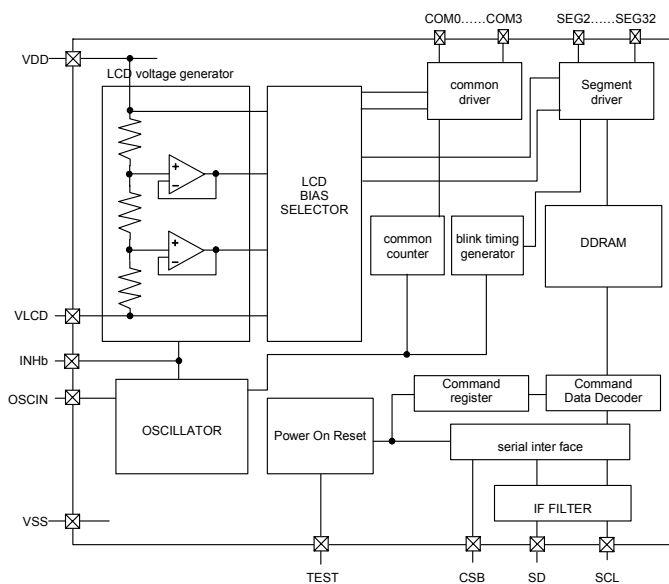 COM0……COM3
SEG2……SEG32
VDD
LCD voltage generator
common
driver
Segment
driver
LCD
BIAS
SELECTOR
common
counter
blink timing
generator
DDRAM
VLCD
INHb
OSCIN
OSCILLATOR
Power On Reset
Command
register
Command
Data Decoder
serial inter face
IF FILTER
VSS
TEST
CSB
SD
SCL